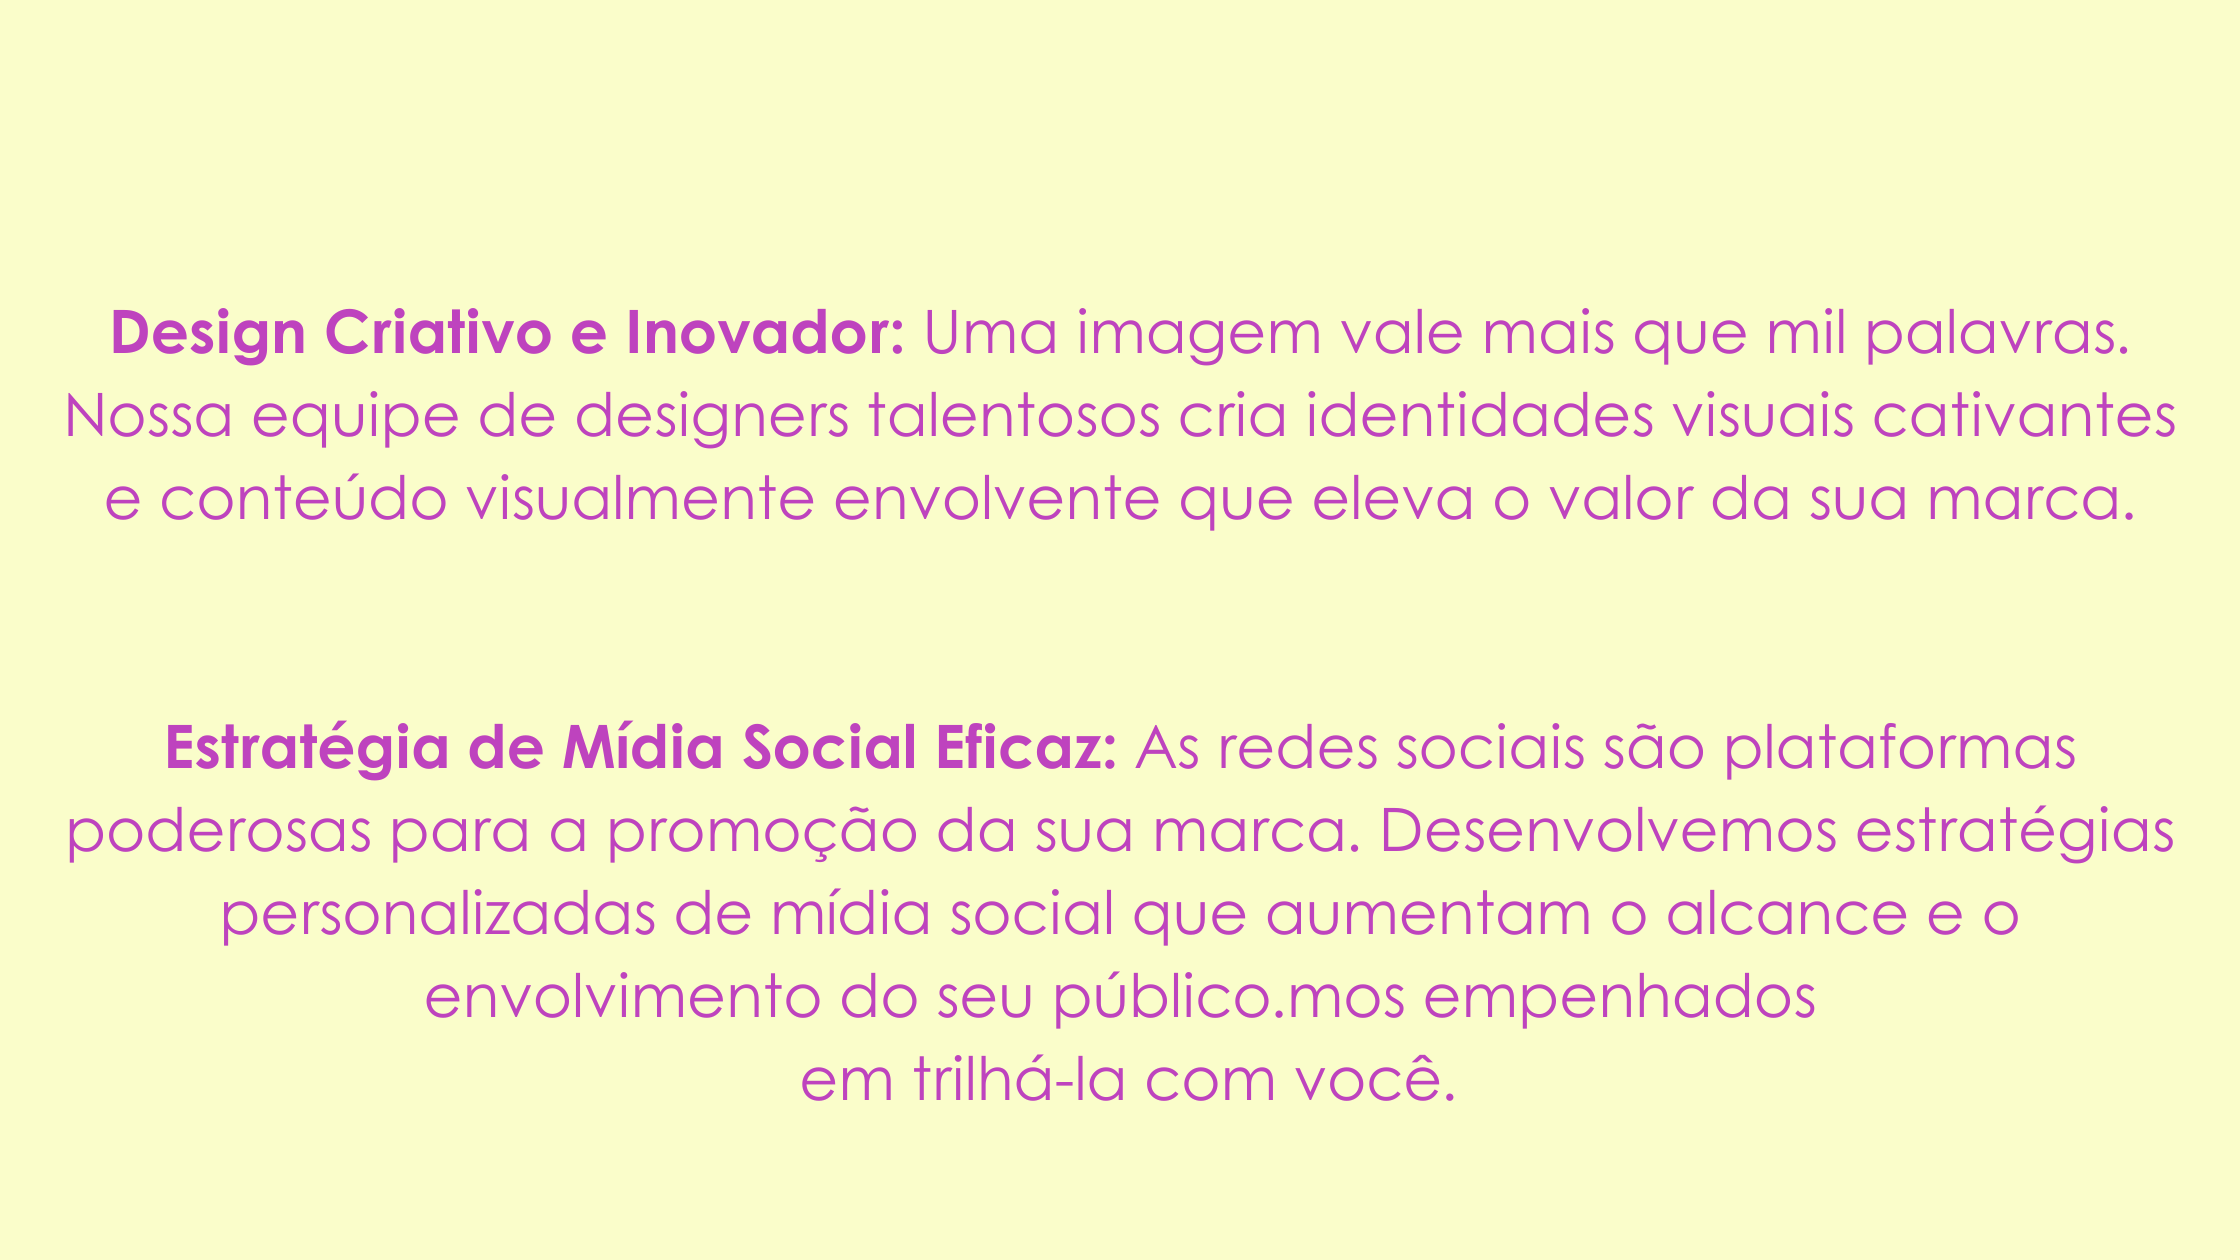 Design Criativo e Inovador: Uma imagem vale mais que mil palavras.
Nossa equipe de designers talentosos cria identidades visuais cativantes
e conteúdo visualmente envolvente que eleva o valor da sua marca.
Estratégia de Mídia Social Eficaz: As redes sociais são plataformas
poderosas para a promoção da sua marca. Desenvolvemos estratégias
personalizadas de mídia social que aumentam o alcance e o
envolvimento do seu público.mos empenhados
em trilhá-la com você.